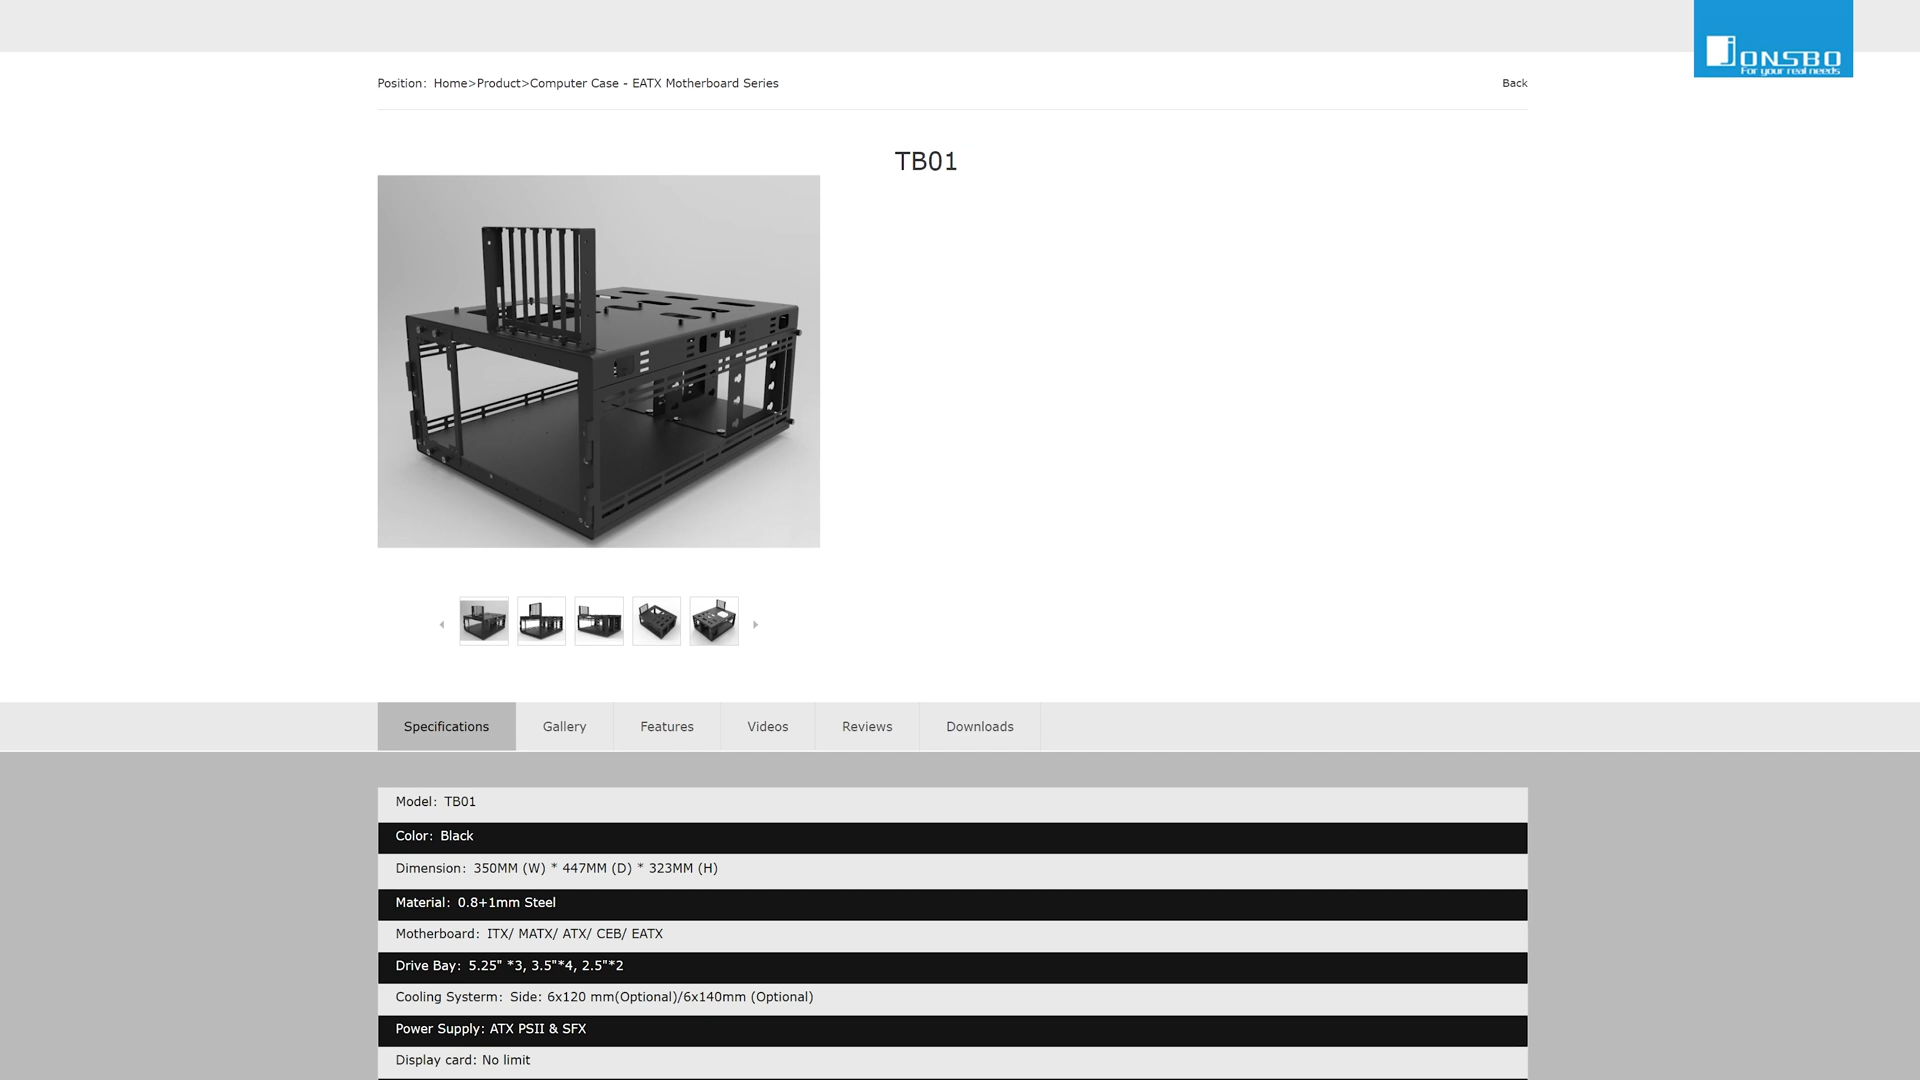 JONSBO
For your real needs
Position: Home>Product>Computer Case - EATX Motherboard Series
Back
TB01
Specifications
Gallery
Features
Videos
Reviews
Downloads
Model: TB01
Color: Black
Dimension: 350MM (W) * 447MM (D) * 323MM (H)
Material: 0.8+1mm Steel
Motherboard: ITX/ MATX/ ATX/ CEB/ EATX
Drive Bay: 5.25" *3, 3.5"*4, 2.5"*2
Cooling Systerm: Side: 6x120 mm(Optional)/6x140mm (Optional)
Power Supply: ATX PSII & SFX
Display card: No limit